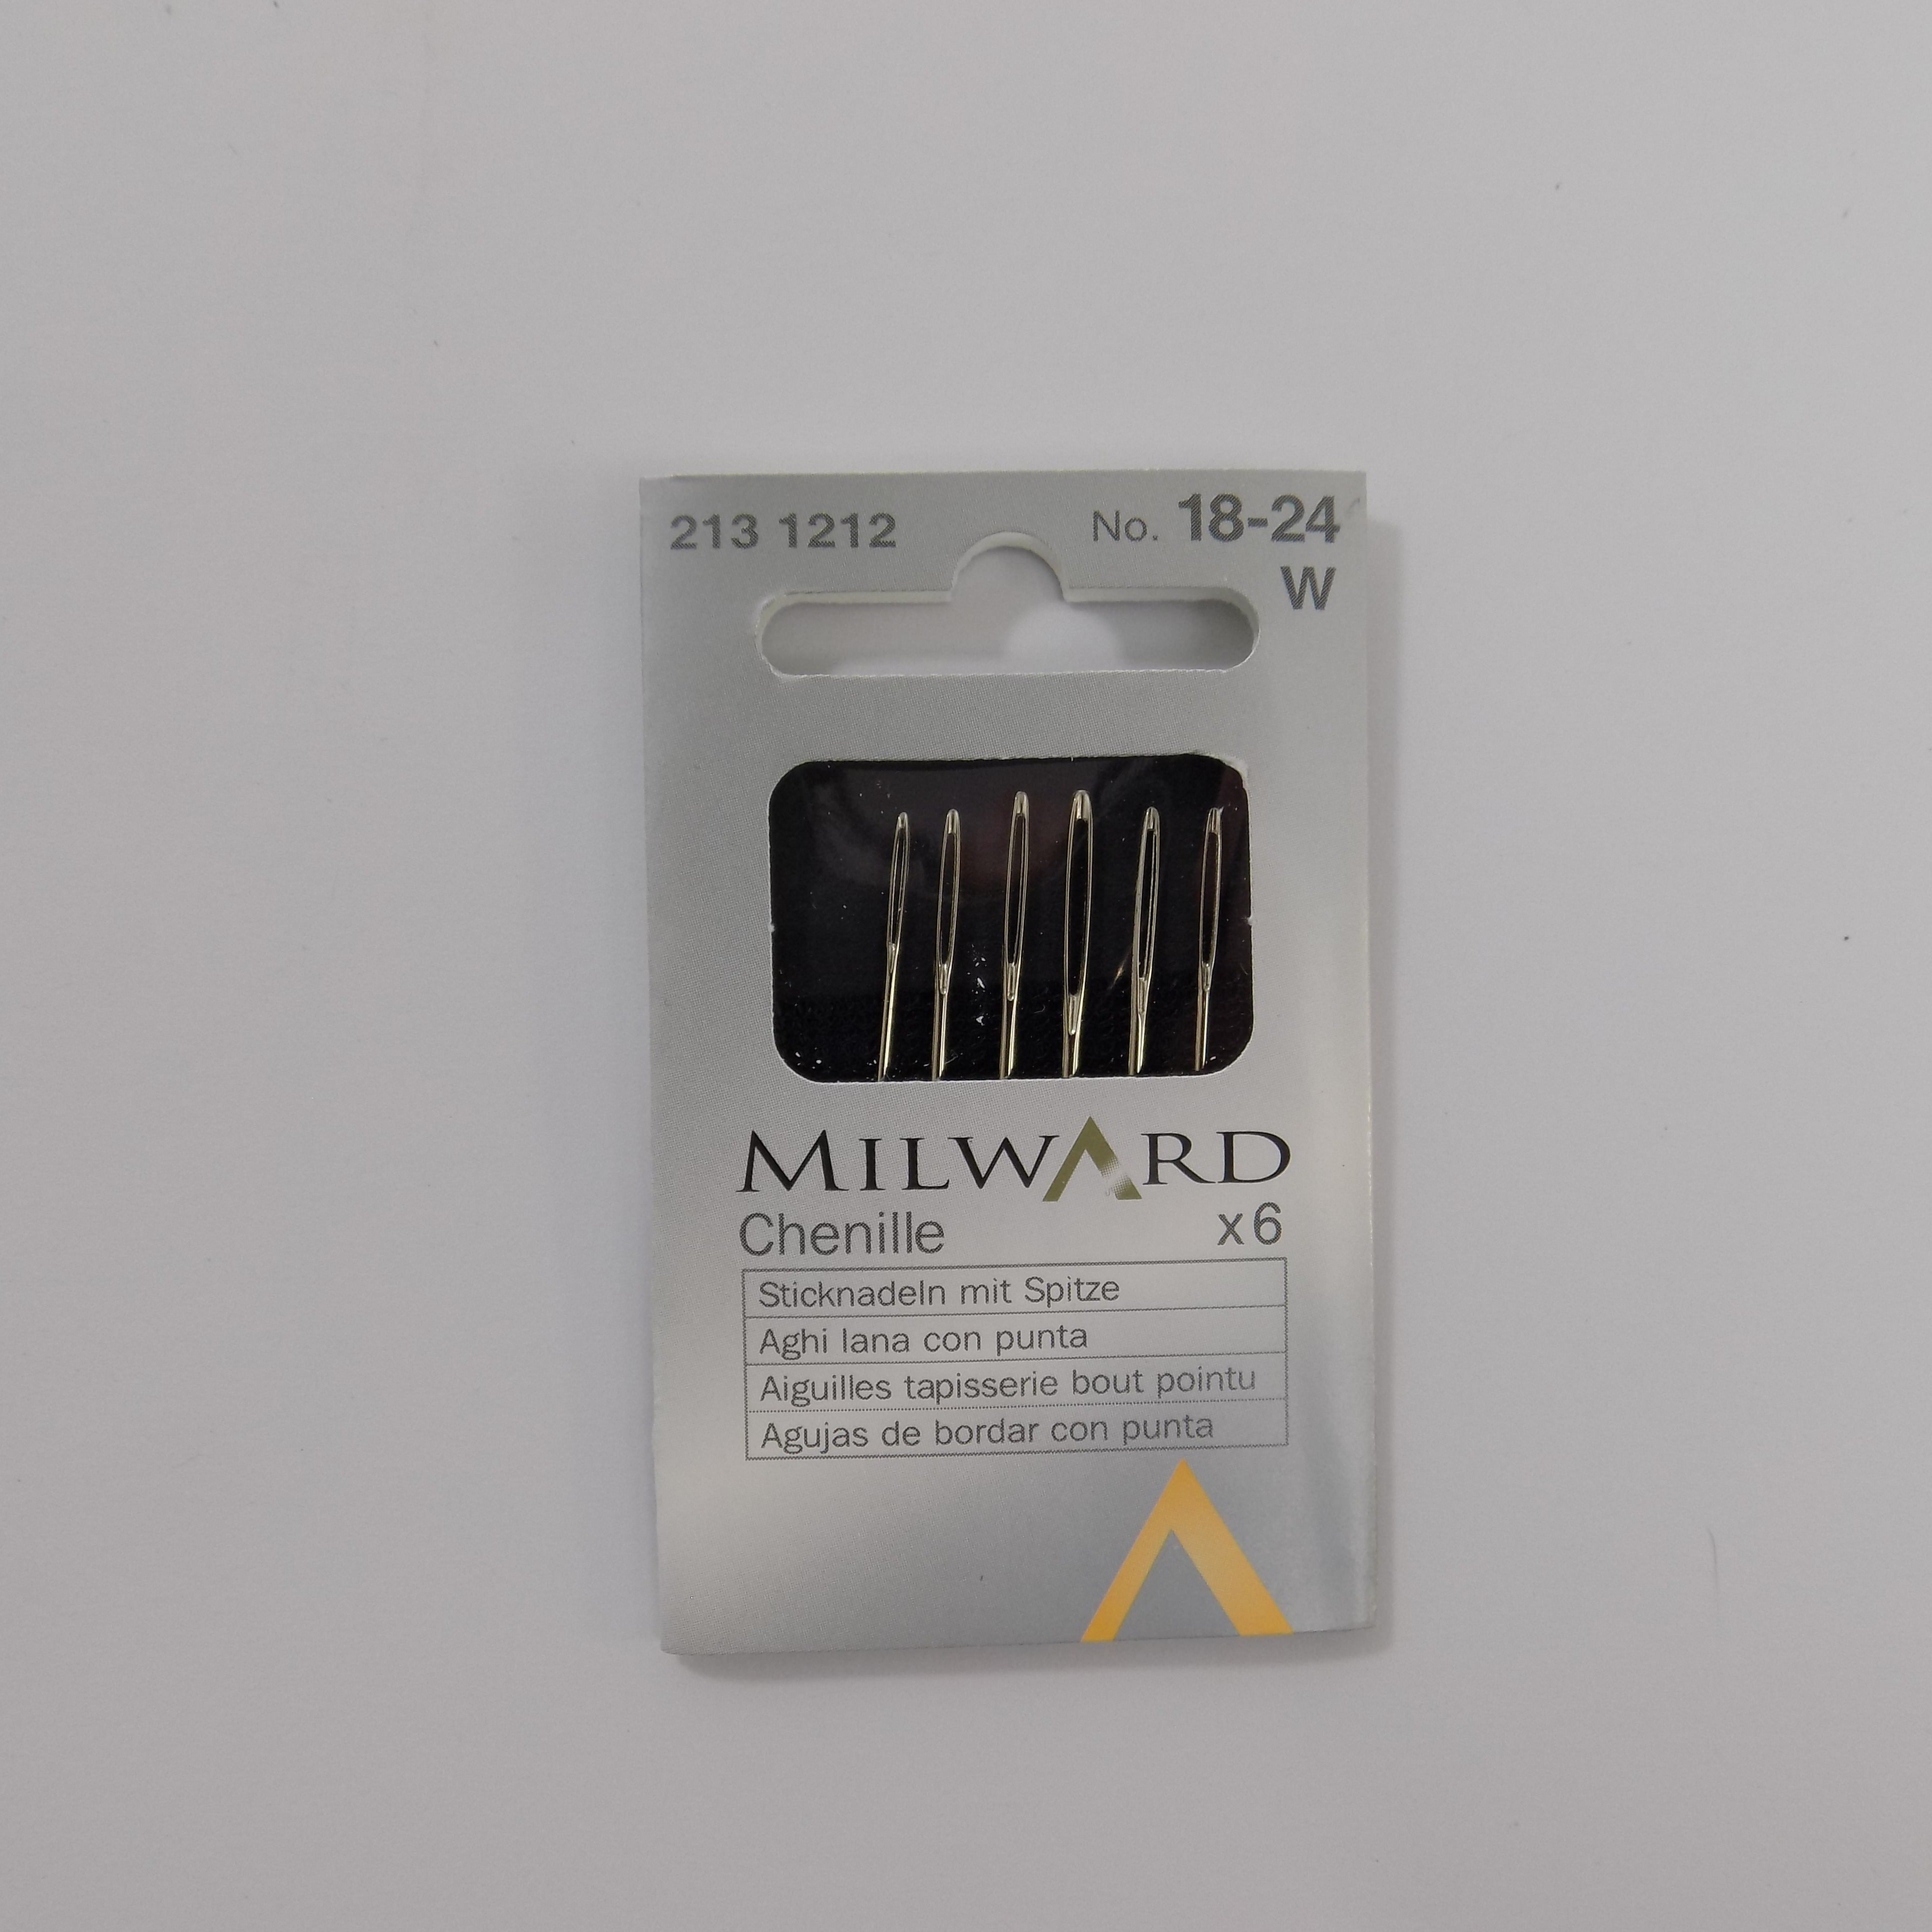 213 1212 No. 18-24
W
MILWARD
Chenille x6
Sticknadeln mit Spitze
Aghi lana con punta
Aiguilles tapisserie bout pointu
Agujas de bordar con punta